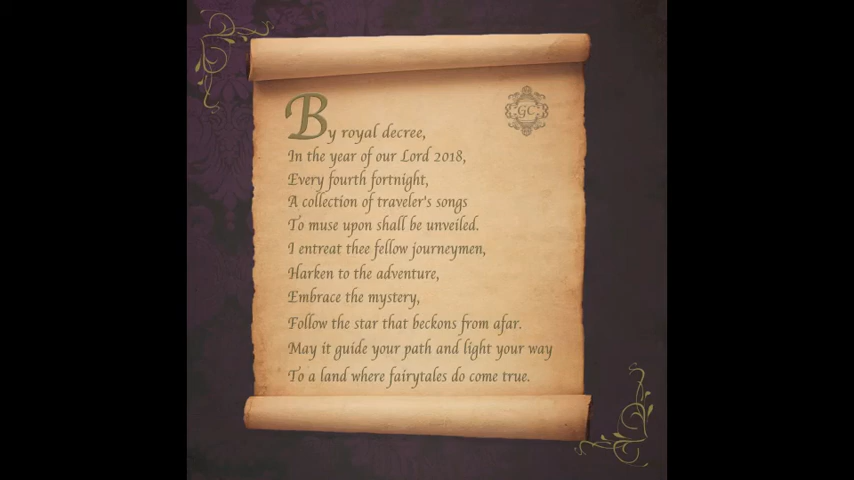 GC
By royal decree,
In the year of our Lord 2018,
Every fourth fortnight,
A collection of traveler's songs
To muse upon shall be unveiled.
I entreat thee fellow journeymen,
Harken to the adventure,
Embrace the mystery,
Follow the star that beckons from afar.
May it guide your path and light your way
To a land where fairytales do come true.